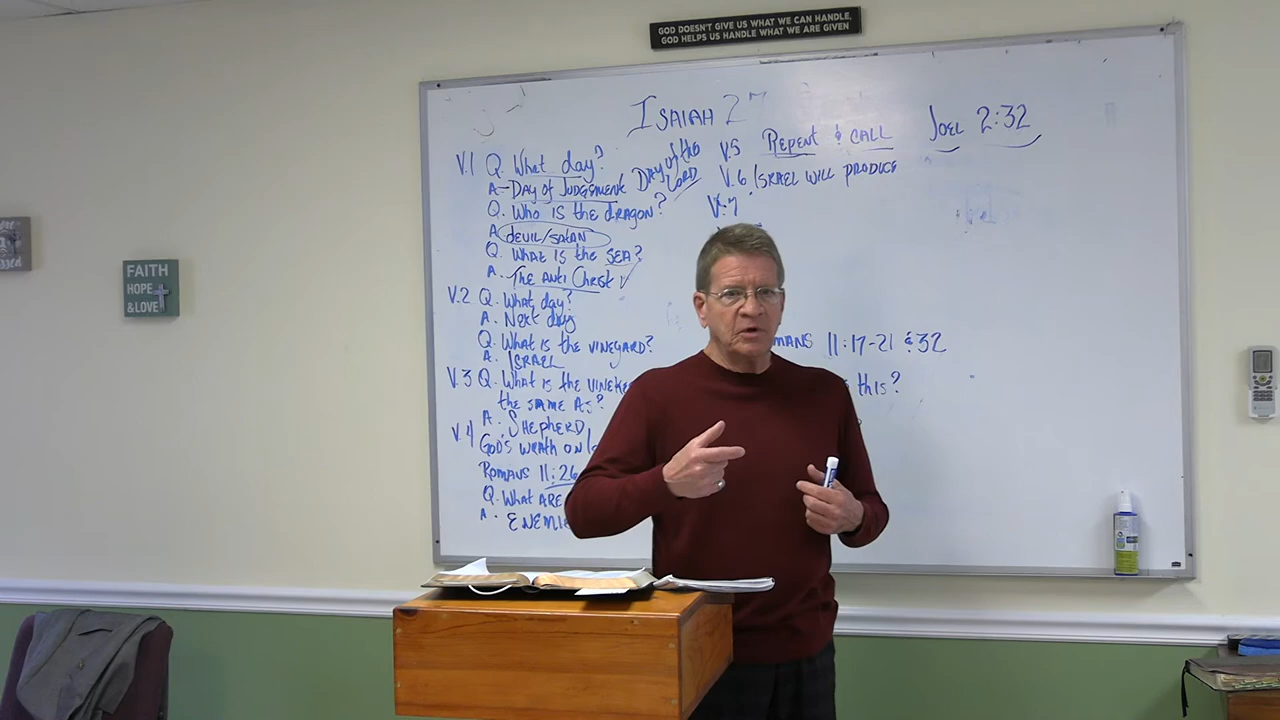 GOD DOESN'T GIVE US WHAT WE CAN HANDLE,
GOD HELPS US HANDLE WHAT WE ARE GIVEN
FAITH
HOPE
& LOVE
ISAIAH 27
V.1 Q. What day?
A-DAY OF JUDGEMENT
DAY of the LORD
Q. Who is the dragon?
A devil/satan
Q. What is the SEA?
A. The Anti Christ ✓
V.2 Q. What day?
A. Next day
Q. What is the vineyard?
A. ISRAEL
V.3 Q. What is the
the same As?
A. SHEPHERD
V.4 God's wrath on
Romans 11:26
Q. What ARE
A.
V.5 Repent & CALL Joel 2:32
V.6 ISRAEL WILL PRODUCE
V.7
11:17-21 & 32
this?